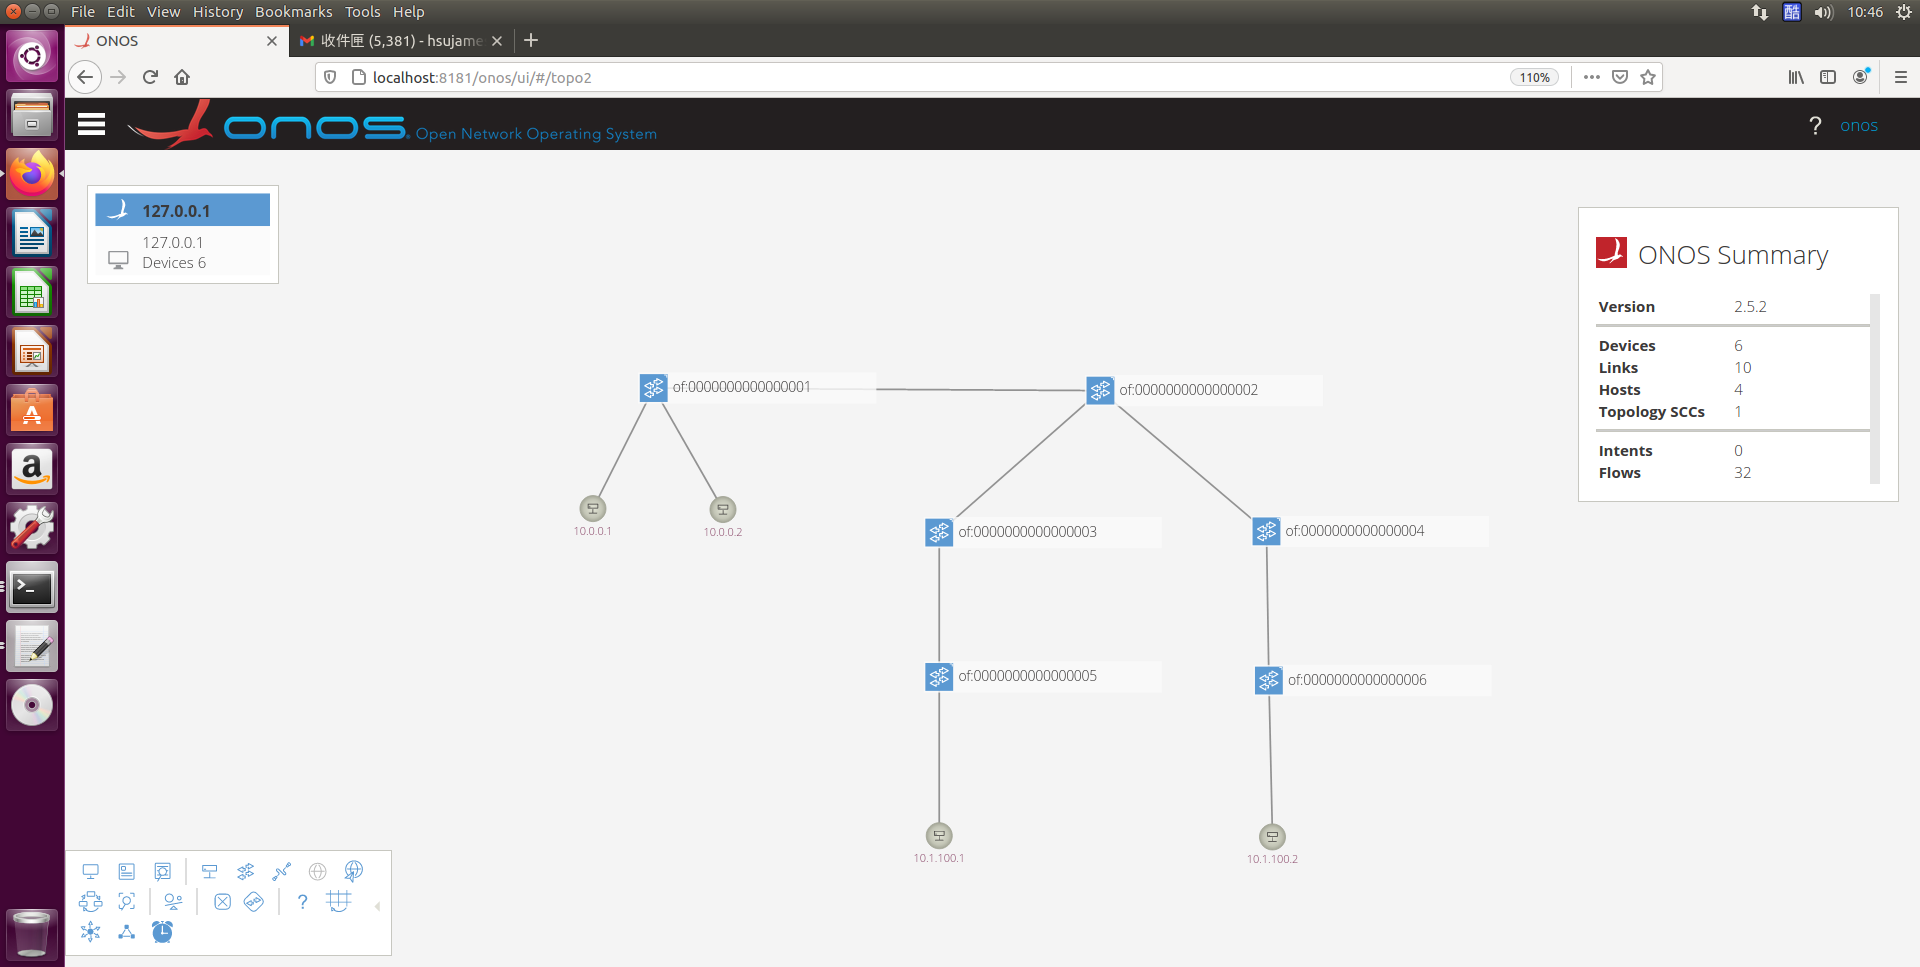 File Edit View History Bookmarks Tools Help
酷 10:46
ONOS
收件匣 (5,381) - hsujame
localhost:8181/onos/ui/#/topo2
110%
onos Open Network Operating System
? onos
127.0.0.1
127.0.0.1
Devices 6
ONOS Summary
Version 2.5.2
Devices 6
Links 10
Hosts 4
Topology SCCs 1
Intents 0
Flows 32
of:0000000000000001
of:0000000000000002
10.0.0.1
10.0.0.2
of:0000000000000003
of:0000000000000004
of:0000000000000005
of:0000000000000006
10.1.100.1
10.1.100.2
?